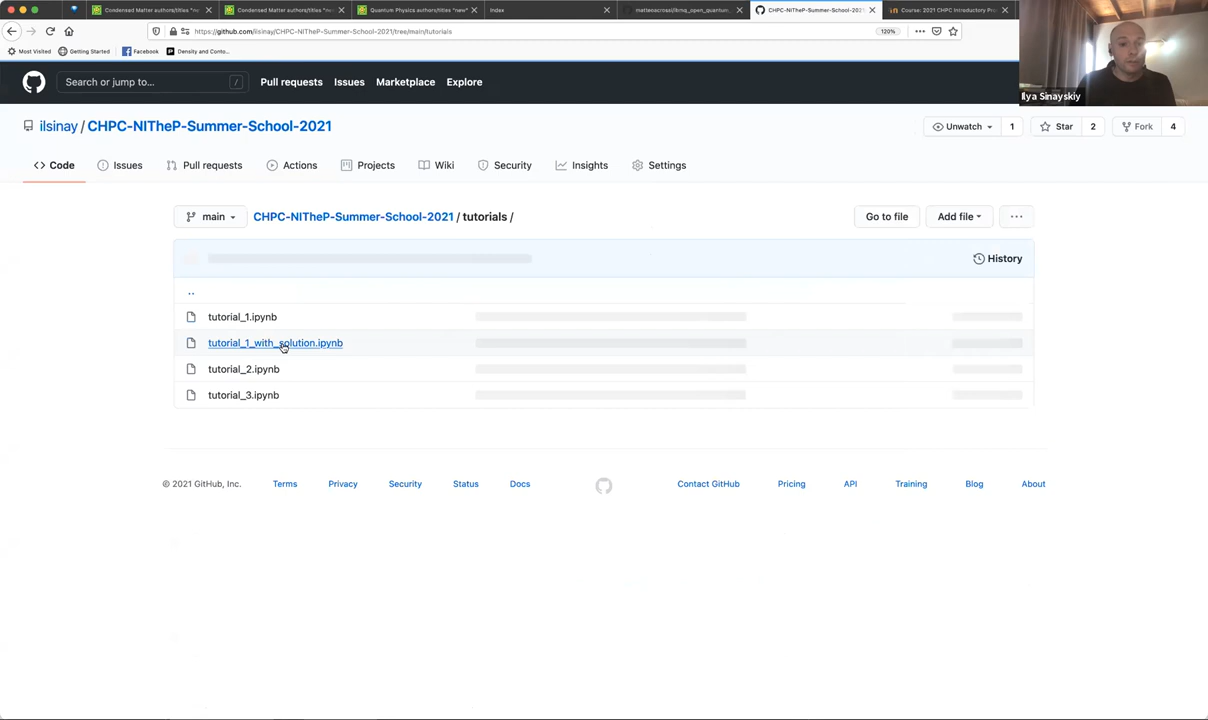 Condensed Matter authors/titles "ne
Condensed Matter authors/titles "ne
Quantum Physics authors/titles "new"
Index
CHPC-NITheP-Summer-School-202
Course: 2021 CHPC Introductory Pr
https://github.com/ilsinay/CHPC-NITheP-Summer-School-2021/tree/main/tutorials
120%
Most Visited
Getting Started
Facebook
Density and Conto...
Ilya Sinayskiy
Search or jump to...
/
Pull requests
Issues
Marketplace
Explore
ilsinay / CHPC-NITheP-Summer-School-2021
Unwatch
1
Star
2
Fork
4
Code
Issues
Pull requests
Actions
Projects
Wiki
Security
Insights
Settings
main
CHPC-NITheP-Summer-School-2021 / tutorials /
Go to file
Add file
...
History
..
tutorial_1.ipynb
tutorial_1_with_solution.ipynb
tutorial_2.ipynb
tutorial_3.ipynb
© 2021 GitHub, Inc.
Terms
Privacy
Security
Status
Docs
Contact GitHub
Pricing
API
Training
Blog
About